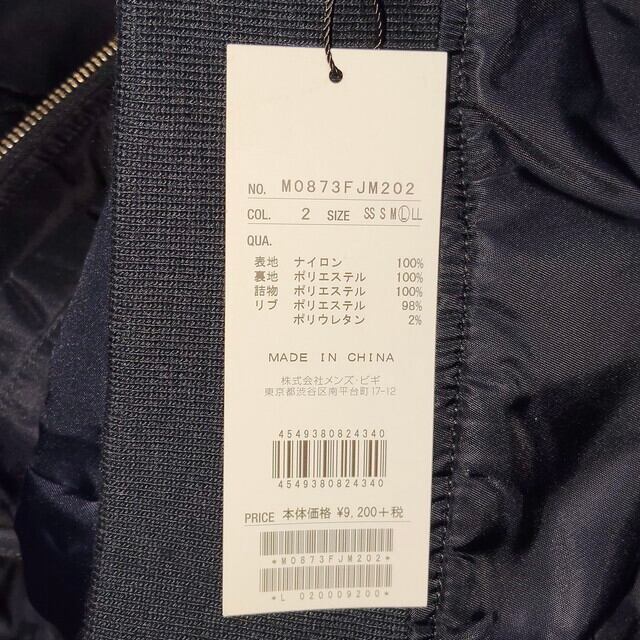 NO. M0873FJM202
COL. 2 SIZE SS S M L LL
QUA.
表地 ナイロン 100%
裏地 ポリエステル 100%
詰物 ポリエステル 100%
リブ ポリエステル 98%
ポリウレタン 2%
MADE IN CHINA
株式会社メンズ・ビギ
東京都渋谷区南平台町17-12
4549380824340
4549380824340
PRICE 本体価格 ¥9,200+税
*M0873FJM202*
*L 020009200*